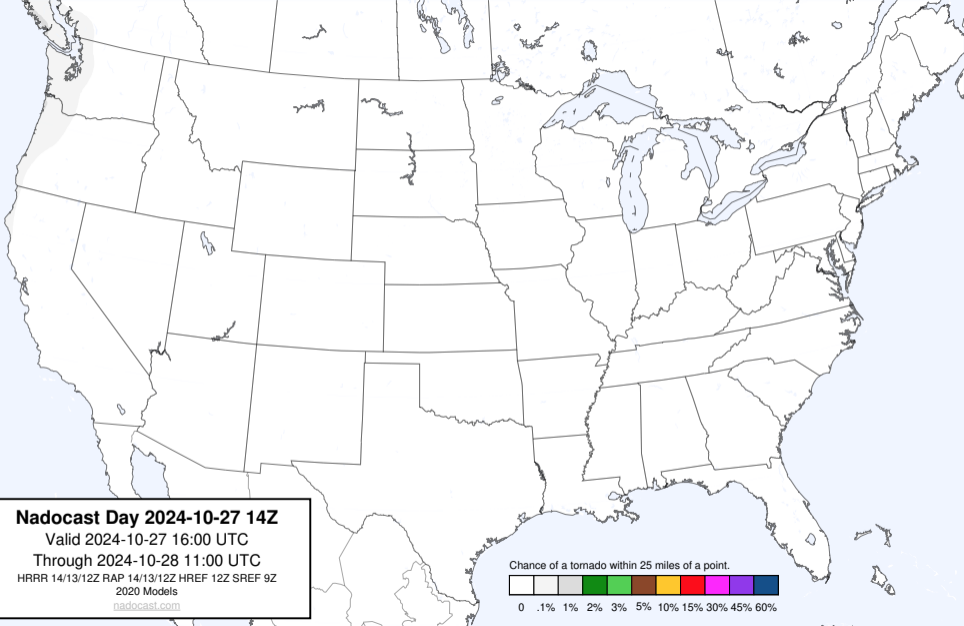 Nadocast Day 2024-10-27 14Z
Valid 2024-10-27 16:00 UTC
Through 2024-10-28 11:00 UTC
HRRR 14/13/12Z RAP 14/13/12Z HREF 12Z SREF 9Z
2020 Models
nadocast.com
Chance of a tornado within 25 miles of a point.
0 .1% 1% 2% 3% 5% 10% 15% 30% 45% 60%